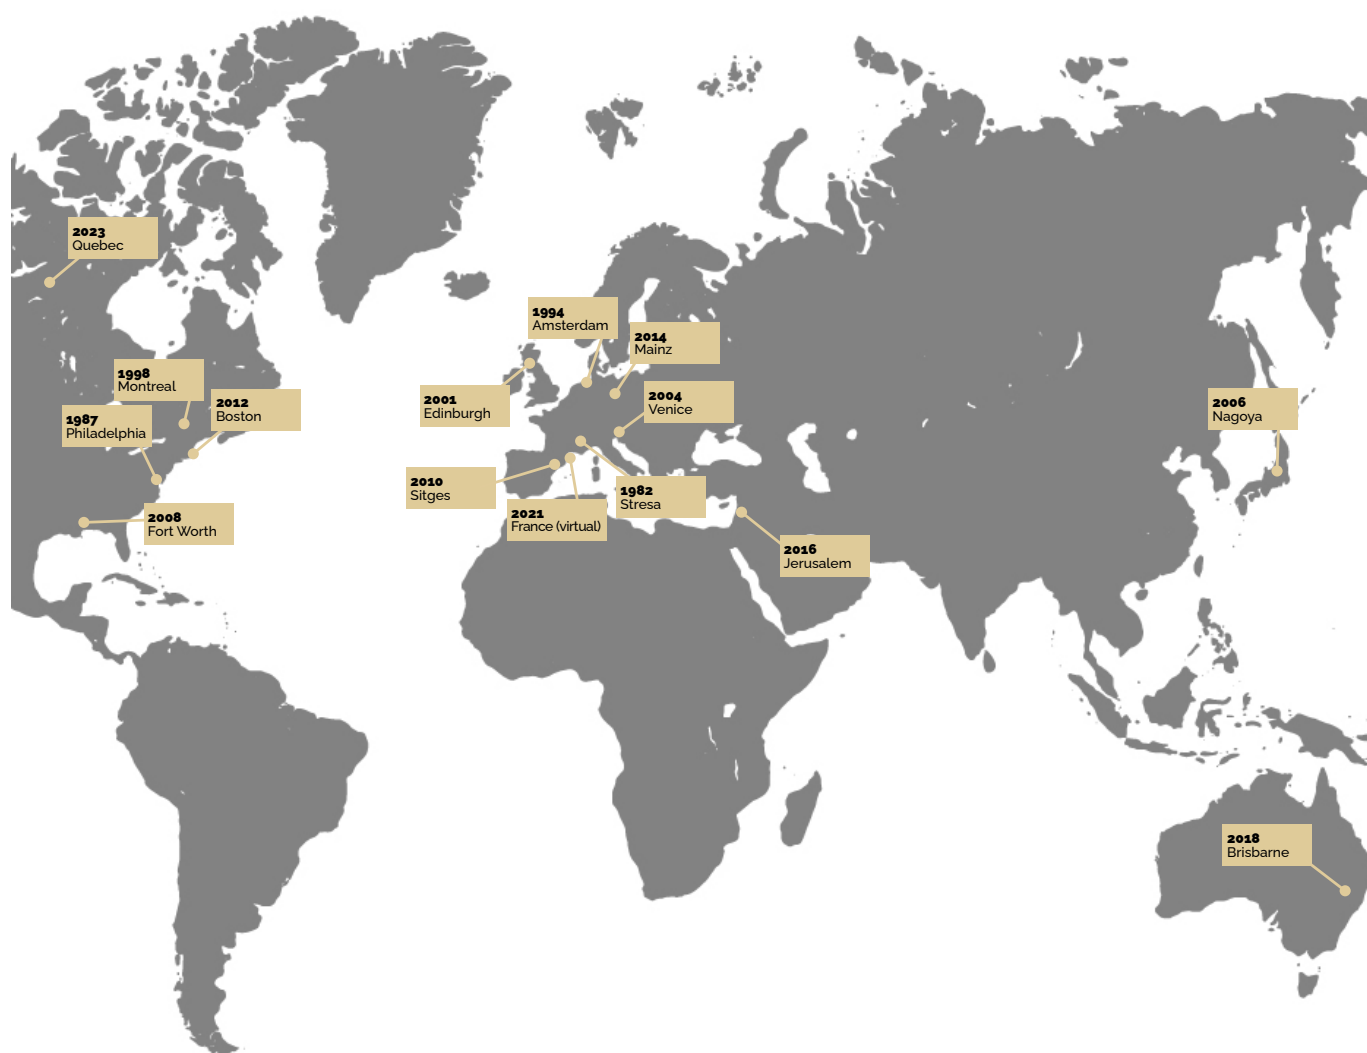 2023
Quebec
1994
Amsterdam
2014
Mainz
1998
Montreal
2012
Boston
1987
Philadelphia
2001
Edinburgh
2004
Venice
2006
Nagoya
2010
Sitges
1982
Stresa
2021
France (virtual)
2008
Fort Worth
2016
Jerusalem
2018
Brisbarne